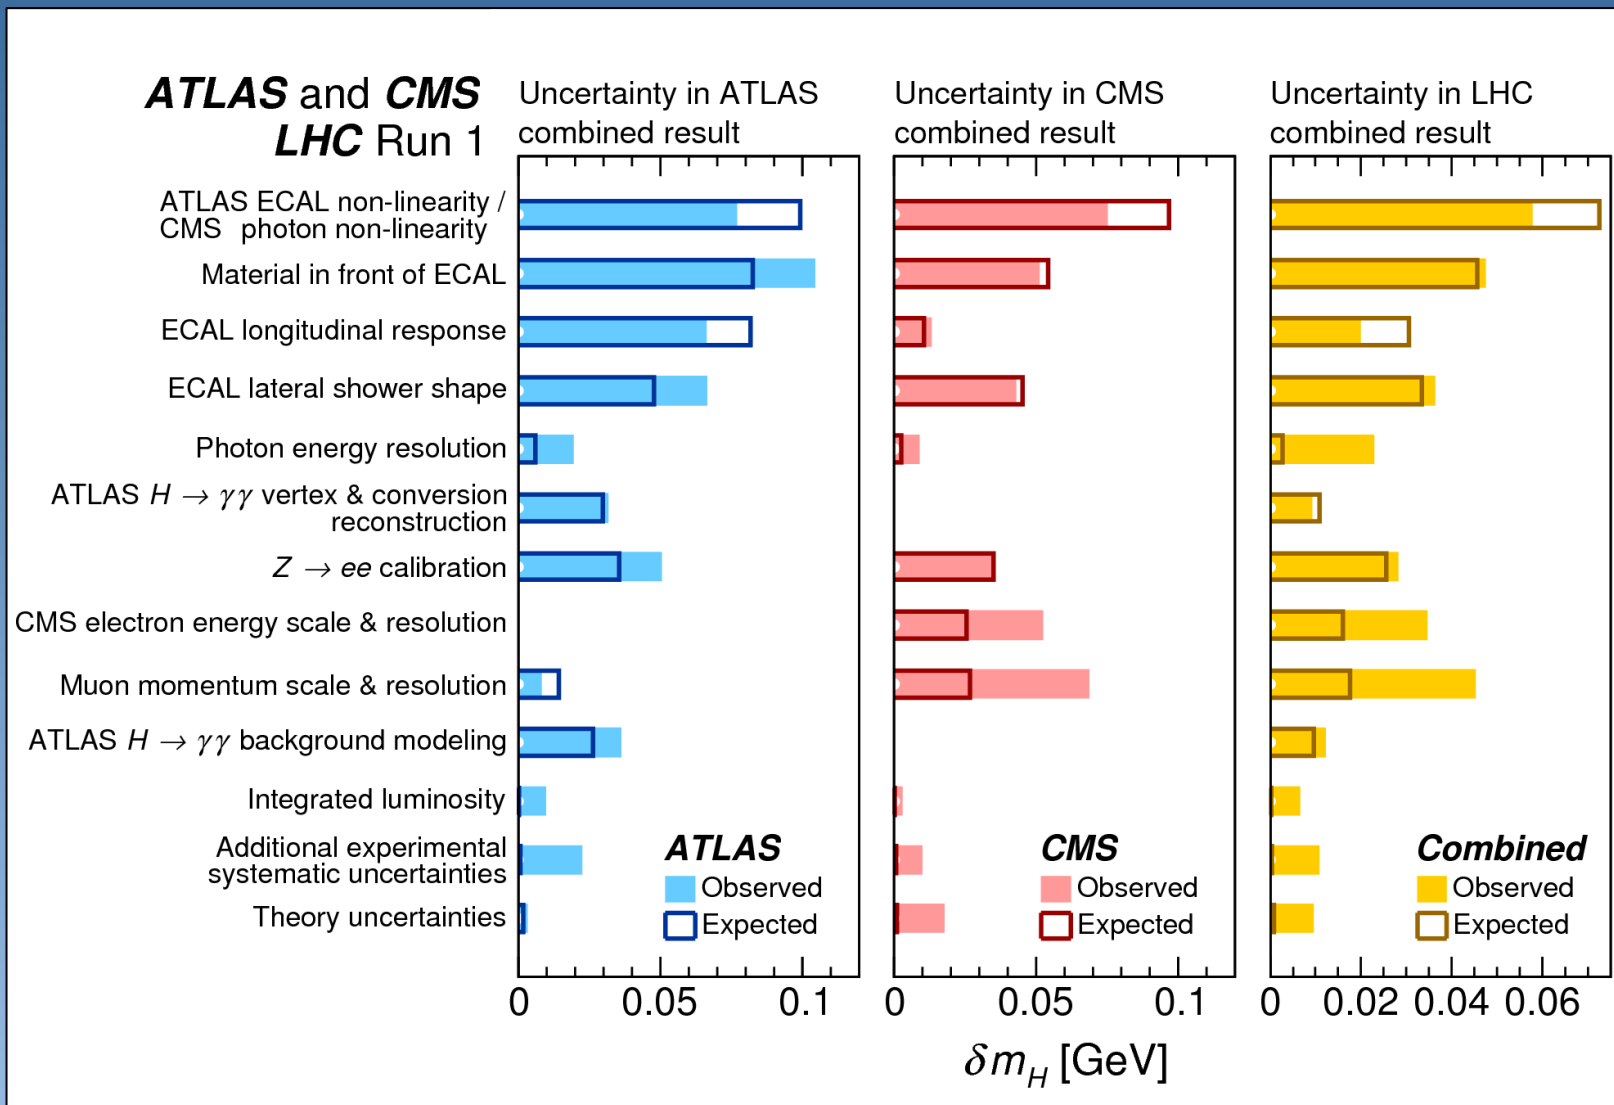 ATLAS and CMS
LHC Run 1
Uncertainty in ATLAS
combined result
Uncertainty in CMS
combined result
Uncertainty in LHC
combined result
ATLAS ECAL non-linearity /
CMS photon non-linearity
Material in front of ECAL
ECAL longitudinal response
ECAL lateral shower shape
Photon energy resolution
ATLAS H → γγ vertex & conversion
reconstruction
Z → ee calibration
CMS electron energy scale & resolution
Muon momentum scale & resolution
ATLAS H → γγ background modeling
Integrated luminosity
Additional experimental
systematic uncertainties
Theory uncertainties
ATLAS
Observed
Expected
CMS
Observed
Expected
Combined
Observed
Expected
0 0.05 0.1
0 0.05 0.1
0 0.02 0.04 0.06
δm_H [GeV]